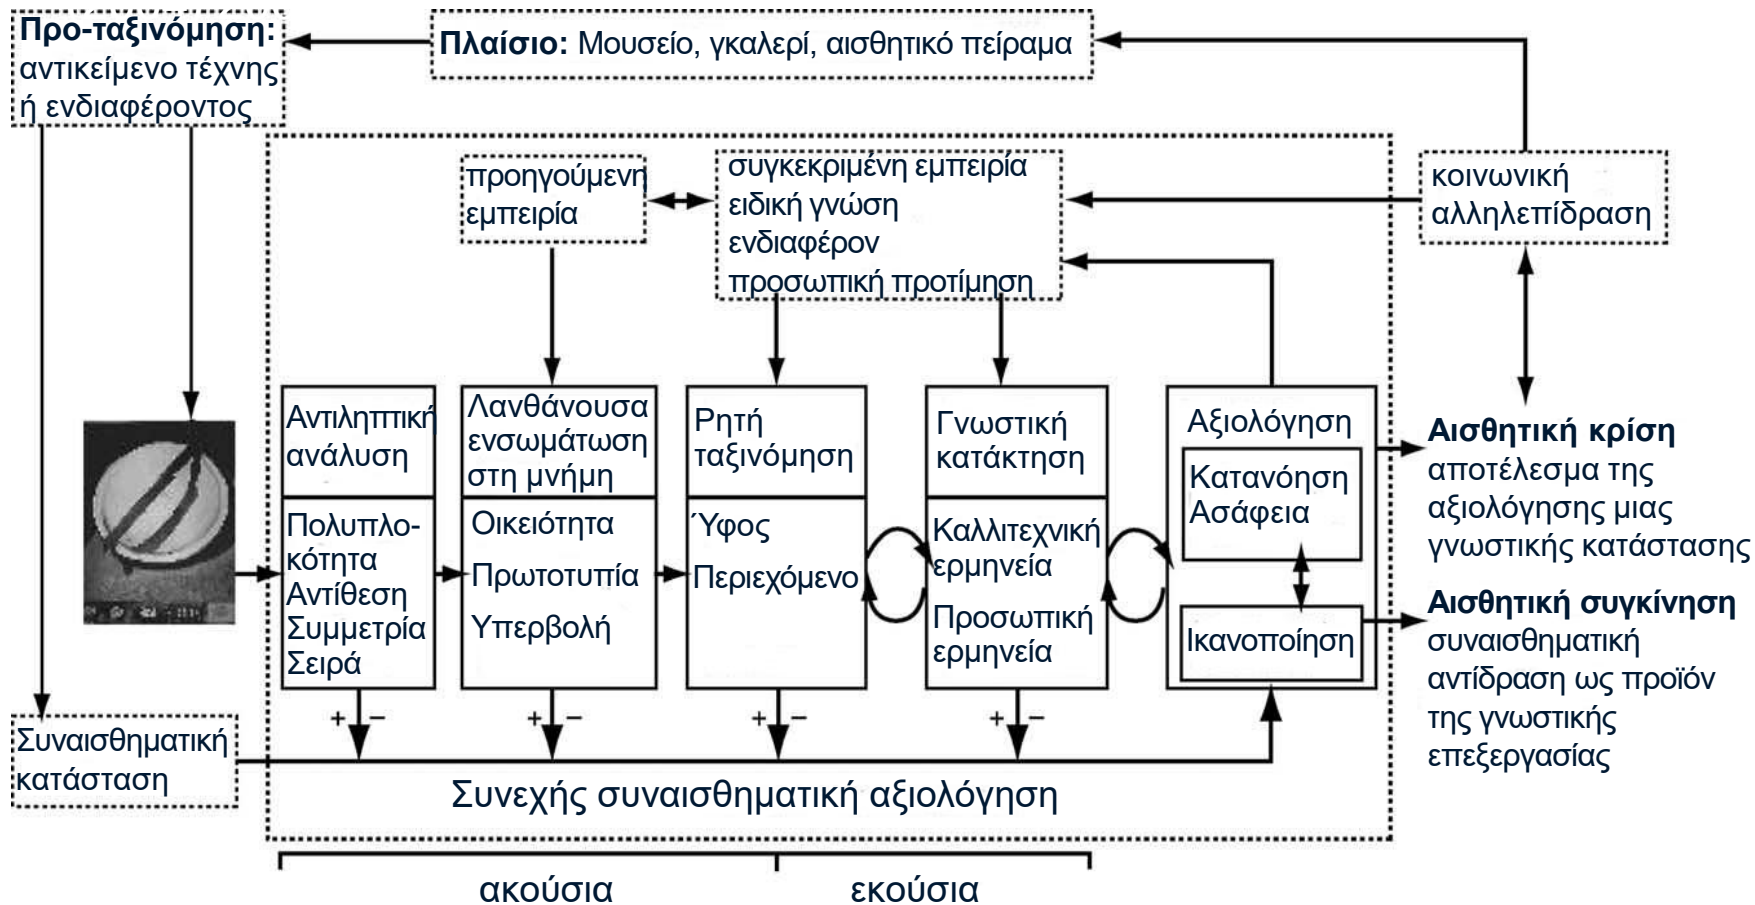 Προ-ταξινόμηση:
αντικείμενο τέχνης
ή ενδιαφέροντος
Πλαίσιο: Μουσείο, γκαλερί, αισθητικό πείραμα
προηγούμενη
εμπειρία
συγκεκριμένη εμπειρία
ειδική γνώση
ενδιαφέρον
προσωπική προτίμηση
κοινωνική
αλληλεπίδραση
Αντιληπτική
ανάλυση
Πολυπλο-
κότητα
Αντίθεση
Συμμετρία
Σειρά
Λανθάνουσα
ενσωμάτωση
στη μνήμη
Οικειότητα
Πρωτοτυπία
Υπερβολή
Ρητή
ταξινόμηση
Ύφος
Περιεχόμενο
Γνωστική
κατάκτηση
Καλλιτεχνική
ερμηνεία
Προσωπική
ερμηνεία
Αξιολόγηση
Κατανόηση
Ασάφεια
Ικανοποίηση
Αισθητική κρίση
αποτέλεσμα της
αξιολόγησης μιας
γνωστικής κατάστασης
Αισθητική συγκίνηση
συναισθηματική
αντίδραση ως προϊόν
της γνωστικής
επεξεργασίας
+ −
+ −
+ −
+ −
Συναισθηματική
κατάσταση
Συνεχής συναισθηματική αξιολόγηση
ακούσια
εκούσια